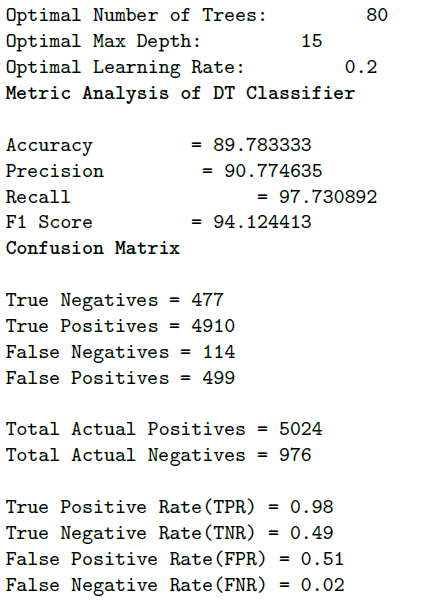 Optimal Number of Trees: 80
Optimal Max Depth: 15
Optimal Learning Rate: 0.2
Metric Analysis of DT Classifier
Accuracy = 89.783333
Precision = 90.774635
Recall = 97.730892
F1 Score = 94.124413
Confusion Matrix
True Negatives = 477
True Positives = 4910
False Negatives = 114
False Positives = 499
Total Actual Positives = 5024
Total Actual Negatives = 976
True Positive Rate(TPR) = 0.98
True Negative Rate(TNR) = 0.49
False Positive Rate(FPR) = 0.51
False Negative Rate(FNR) = 0.02